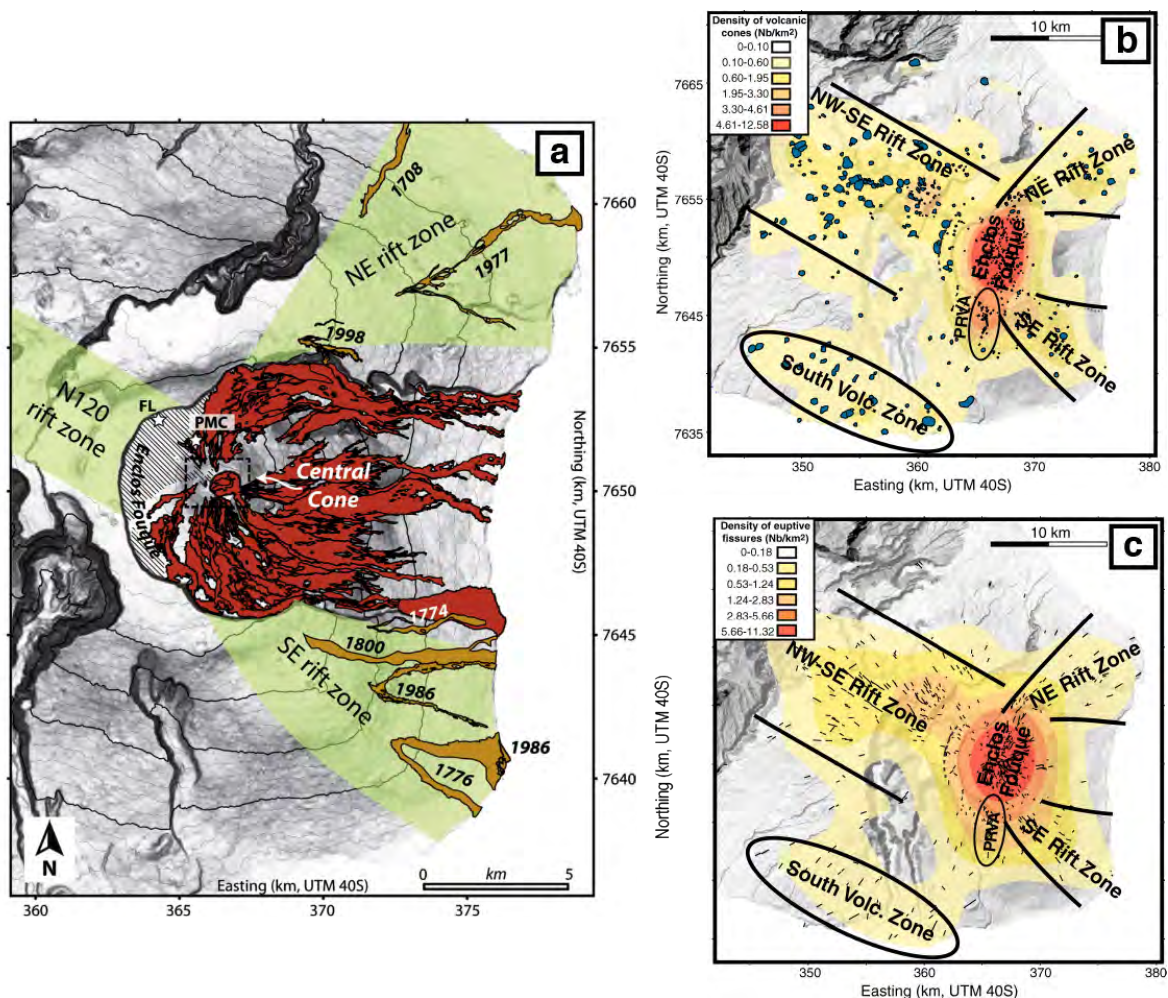 a
1708
NE rift zone
1977
1998
N120
rift zone
FL
PMC
Central
Cone
Enclos Fouque
1774
1800
SE rift zone
1986
1986
1776
N
Easting (km, UTM 40S)
0 km 5
360 365 370 375
7660
7655
7650
7645
7640
Northing (km, UTM 40S)
b
Density of volcanic
cones (Nb/km2)
0-0.10
0.10-0.60
0.60-1.95
1.95-3.30
3.30-4.61
4.61-12.58
10 km
NW-SE Rift Zone
NE Rift Zone
Enclos
Fouque
PRVA
SE Rift Zone
South Volc. Zone
7665
7655
7645
7635
Northing (km, UTM 40S)
350 360 370 380
Easting (km, UTM 40S)
c
Density of euptive
fissures (Nb/km2)
0-0.18
0.18-0.53
0.53-1.24
1.24-2.83
2.83-5.66
5.66-11.32
10 km
NW-SE Rift Zone
NE Rift Zone
Enclos
Fouque
PRVA
SE Rift Zone
South Volc. Zone
Northing (km, UTM 40S)
350 360 370 380
Easting (km, UTM 40S)